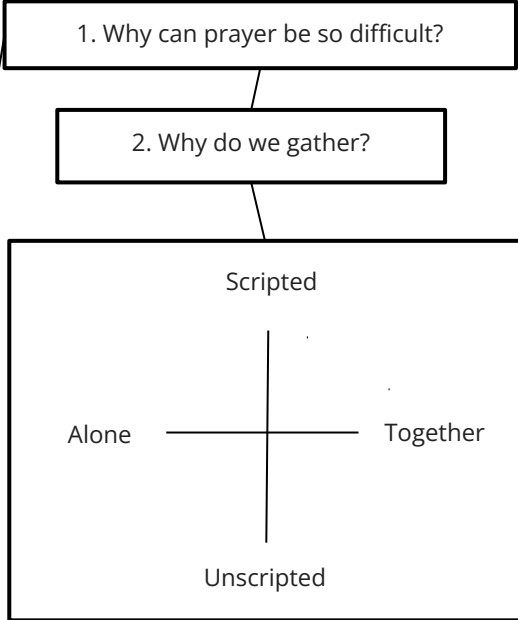 1. Why can prayer be so difficult?
2. Why do we gather?
Scripted
Alone
Together
Unscripted